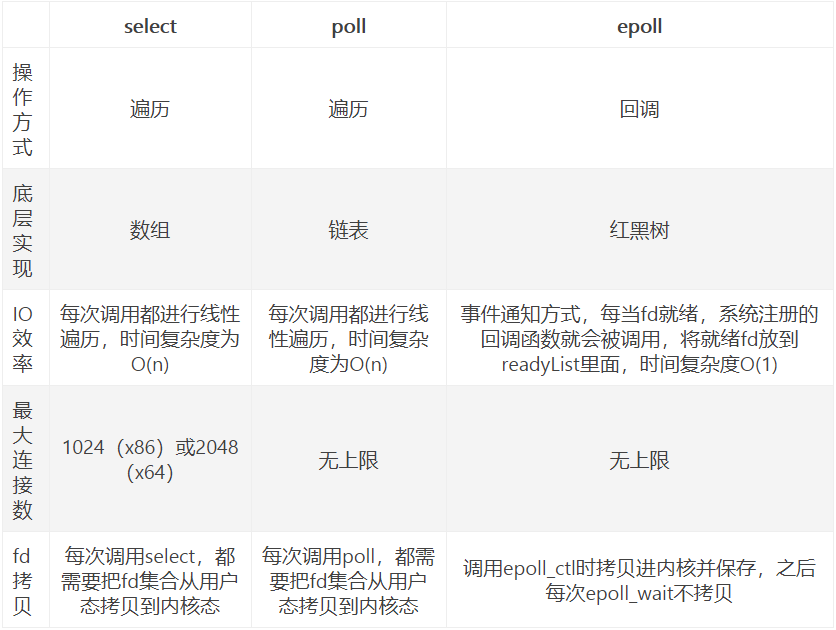 select
poll
epoll
操
作
方
式
遍历
遍历
回调
底
层
实
现
数组
链表
红黑树
IO
效
率
每次调用都进行线性
遍历，时间复杂度为
O(n)
每次调用都进行线
性遍历，时间复杂
度为O(n)
事件通知方式，每当fd就绪，系统注册的
回调函数就会被调用，将就绪fd放到
readyList里面，时间复杂度O(1)
最
大
连
接
数
1024（x86）或2048
（x64）
无上限
无上限
fd
拷
贝
每次调用select，都
需要把fd集合从用户
态拷贝到内核态
每次调用poll，都需
要把fd集合从用户
态拷贝到内核态
调用epoll_ctl时拷贝进内核并保存，之后
每次epoll_wait不拷贝